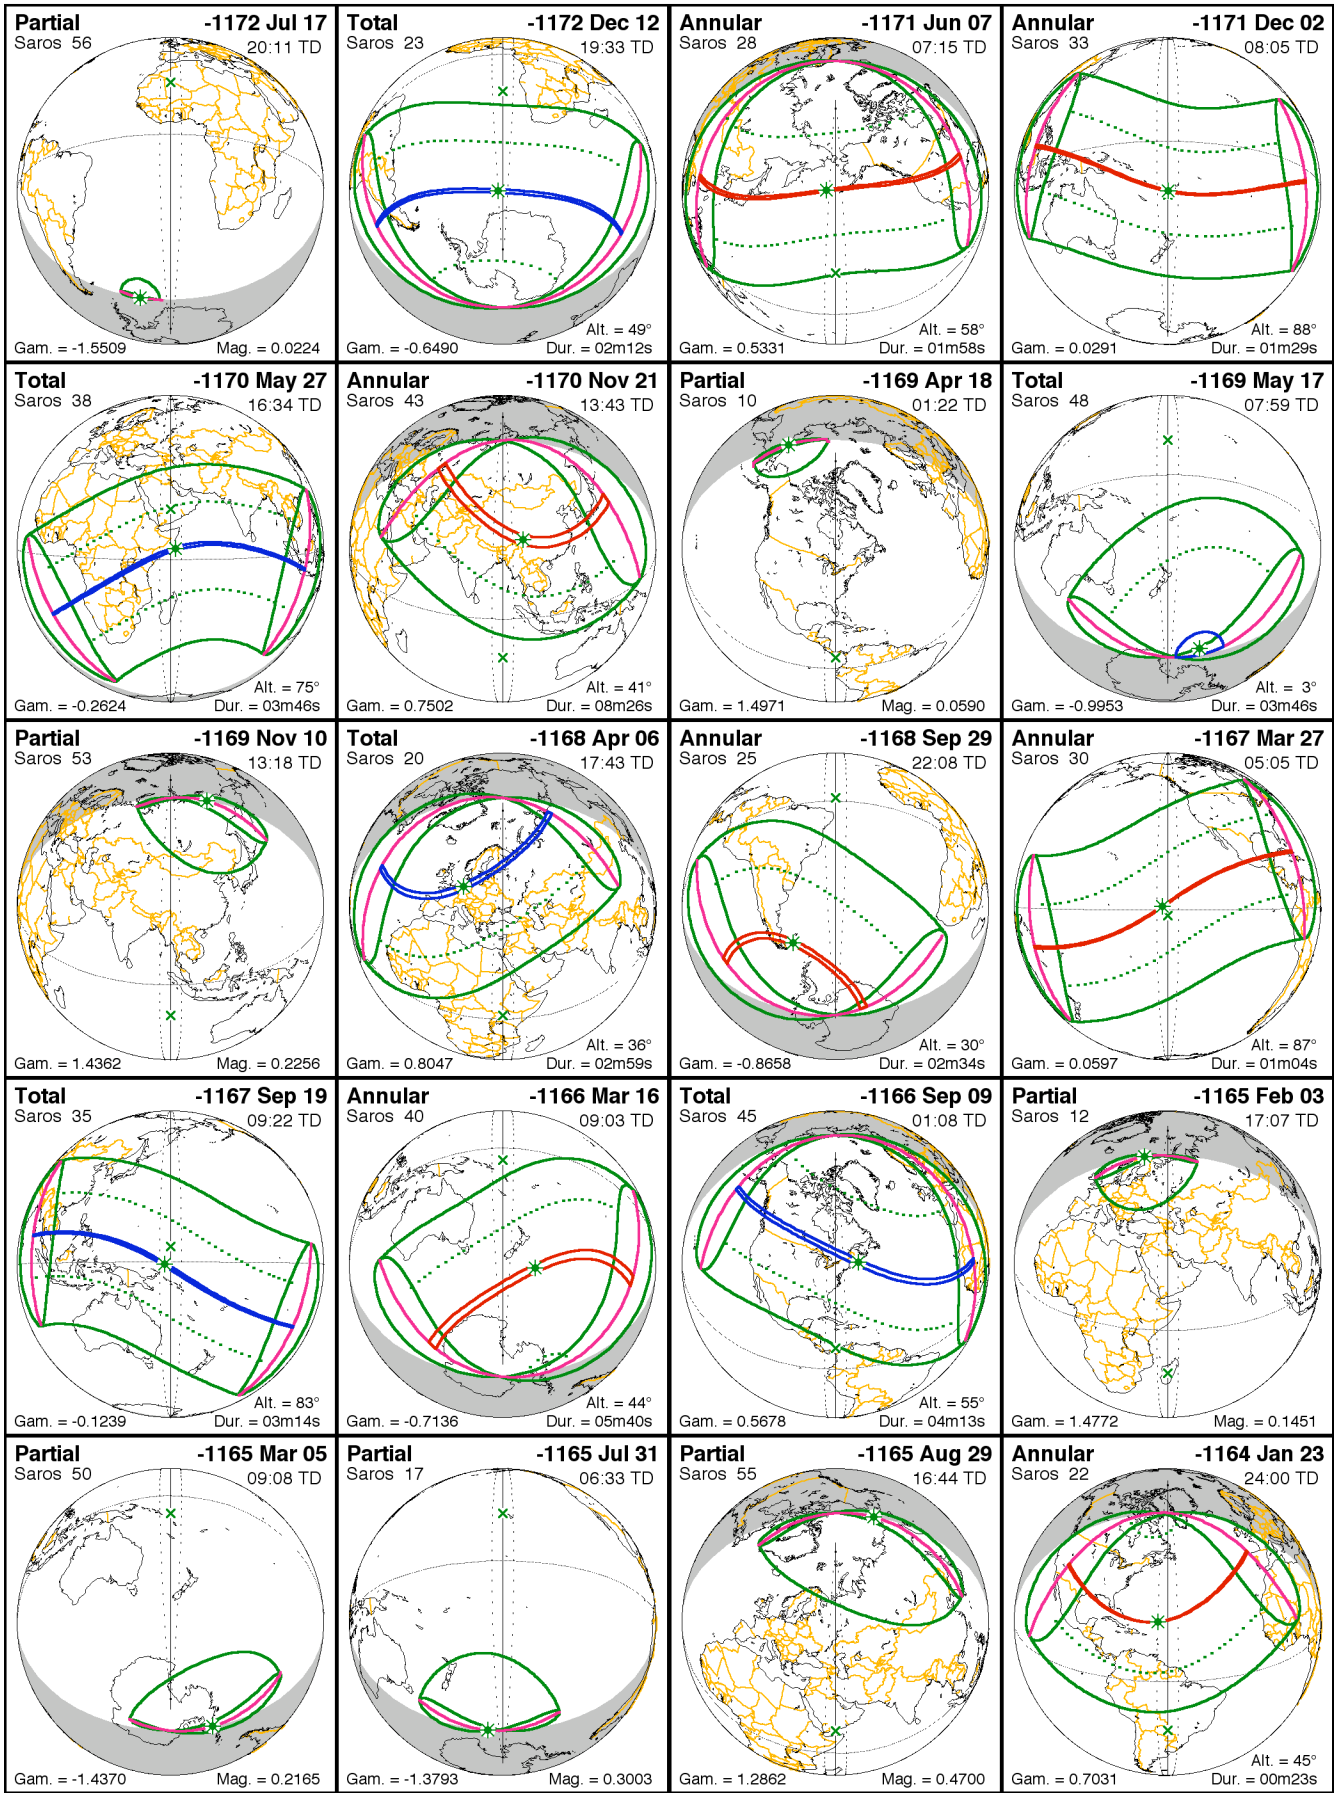 Partial -1172 Jul 17
Saros 56 20:11 TD
Gam. = -1.5509 Mag. = 0.0224
Total -1172 Dec 12
Saros 23 19:33 TD
Alt. = 49°
Gam. = -0.6490 Dur. = 02m12s
Annular -1171 Jun 07
Saros 28 07:15 TD
Alt. = 58°
Gam. = 0.5331 Dur. = 01m58s
Annular -1171 Dec 02
Saros 33 08:05 TD
Alt. = 88°
Gam. = 0.0291 Dur. = 01m29s
Total -1170 May 27
Saros 38 16:34 TD
Alt. = 75°
Gam. = -0.2624 Dur. = 03m46s
Annular -1170 Nov 21
Saros 43 13:43 TD
Alt. = 41°
Gam. = 0.7502 Dur. = 08m26s
Partial -1169 Apr 18
Saros 10 01:22 TD
Gam. = 1.4971 Mag. = 0.0590
Total -1169 May 17
Saros 48 07:59 TD
Alt. = 3°
Gam. = -0.9953 Dur. = 03m46s
Partial -1169 Nov 10
Saros 53 13:18 TD
Gam. = 1.4362 Mag. = 0.2256
Total -1168 Apr 06
Saros 20 17:43 TD
Alt. = 36°
Gam. = 0.8047 Dur. = 02m59s
Annular -1168 Sep 29
Saros 25 22:08 TD
Alt. = 30°
Gam. = -0.8658 Dur. = 02m34s
Annular -1167 Mar 27
Saros 30 05:05 TD
Alt. = 87°
Gam. = 0.0597 Dur. = 01m04s
Total -1167 Sep 19
Saros 35 09:22 TD
Alt. = 83°
Gam. = -0.1239 Dur. = 03m14s
Annular -1166 Mar 16
Saros 40 09:03 TD
Alt. = 44°
Gam. = -0.7136 Dur. = 05m40s
Total -1166 Sep 09
Saros 45 01:08 TD
Alt. = 55°
Gam. = 0.5678 Dur. = 04m13s
Partial -1165 Feb 03
Saros 12 17:07 TD
Gam. = 1.4772 Mag. = 0.1451
Partial -1165 Mar 05
Saros 50 09:08 TD
Gam. = -1.4370 Mag. = 0.2165
Partial -1165 Jul 31
Saros 17 06:33 TD
Gam. = -1.3793 Mag. = 0.3003
Partial -1165 Aug 29
Saros 55 16:44 TD
Gam. = 1.2862 Mag. = 0.4700
Annular -1164 Jan 23
Saros 22 24:00 TD
Alt. = 45°
Gam. = 0.7031 Dur. = 00m23s